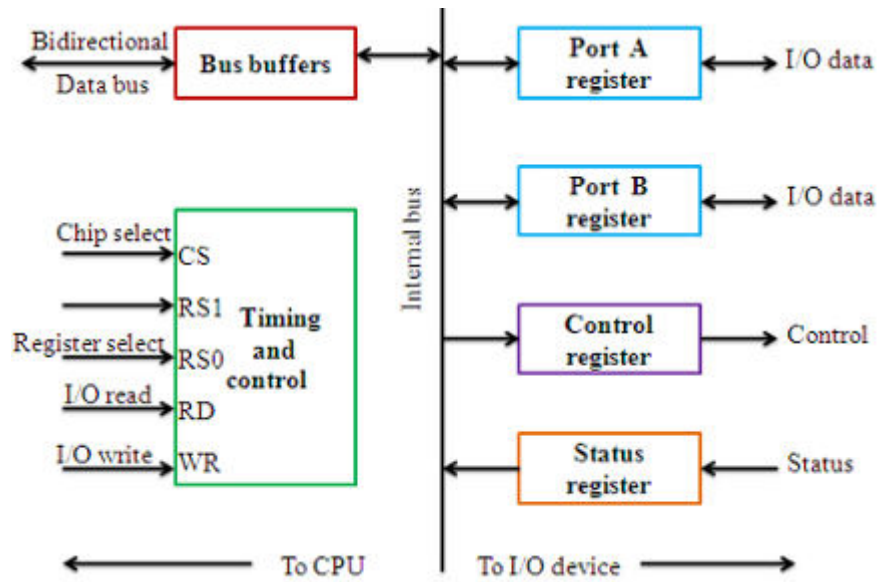 Bidirectional
Data bus
Bus buffers
Port A
register
I/O data
Port B
register
I/O data
Internal bus
Chip select
CS
RS1
Register select
RS0
I/O read
RD
I/O write
WR
Timing
and
control
Control
register
Control
Status
register
Status
To CPU
To I/O device